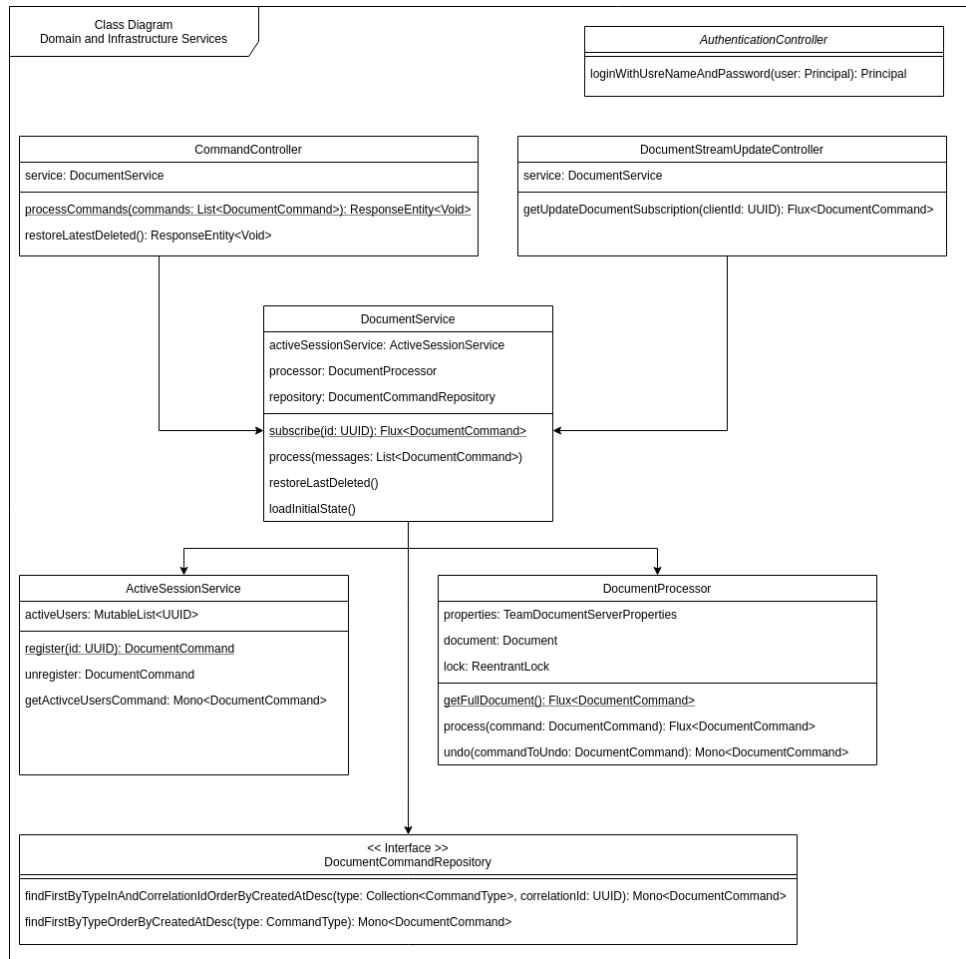 Class Diagram
Domain and Infrastructure Services
AuthenticationController
loginWithUsreNameAndPassword(user: Principal): Principal
CommandController
service: DocumentService
processCommands(commands: List<DocumentCommand>): ResponseEntity<Void>
restoreLatestDeleted(): ResponseEntity<Void>
DocumentStreamUpdateController
service: DocumentService
getUpdateDocumentSubscription(clientId: UUID): Flux<DocumentCommand>
DocumentService
activeSessionService: ActiveSessionService
processor: DocumentProcessor
repository: DocumentCommandRepository
subscribe(id: UUID): Flux<DocumentCommand>
process(messages: List<DocumentCommand>)
restoreLastDeleted()
loadInitialState()
ActiveSessionService
activeUsers: MutableList<UUID>
register(id: UUID): DocumentCommand
unregister: DocumentCommand
getActivceUsersCommand: Mono<DocumentCommand>
DocumentProcessor
properties: TeamDocumentServerProperties
document: Document
lock: ReentrantLock
getFullDocument(): Flux<DocumentCommand>
process(command: DocumentCommand): Flux<DocumentCommand>
undo(commandToUndo: DocumentCommand): Mono<DocumentCommand>
<< Interface >>
DocumentCommandRepository
findFirstByTypeInAndCorrelationIdOrderByCreatedAtDesc(type: Collection<CommandType>, correlationId: UUID): Mono<DocumentCommand>
findFirstByTypeOrderByCreatedAtDesc(type: CommandType): Mono<DocumentCommand>